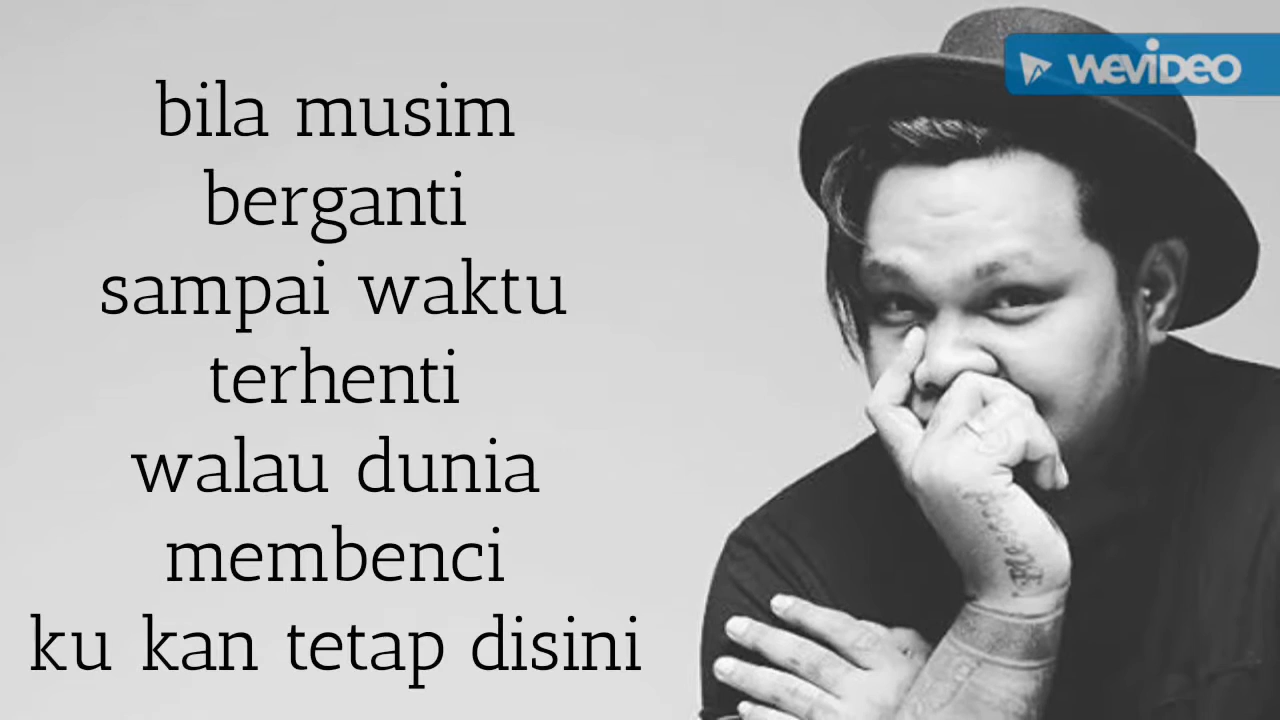 WEVIDEO
bila musim
berganti
sampai waktu
terhenti
walau dunia
membenci
ku kan tetap disini